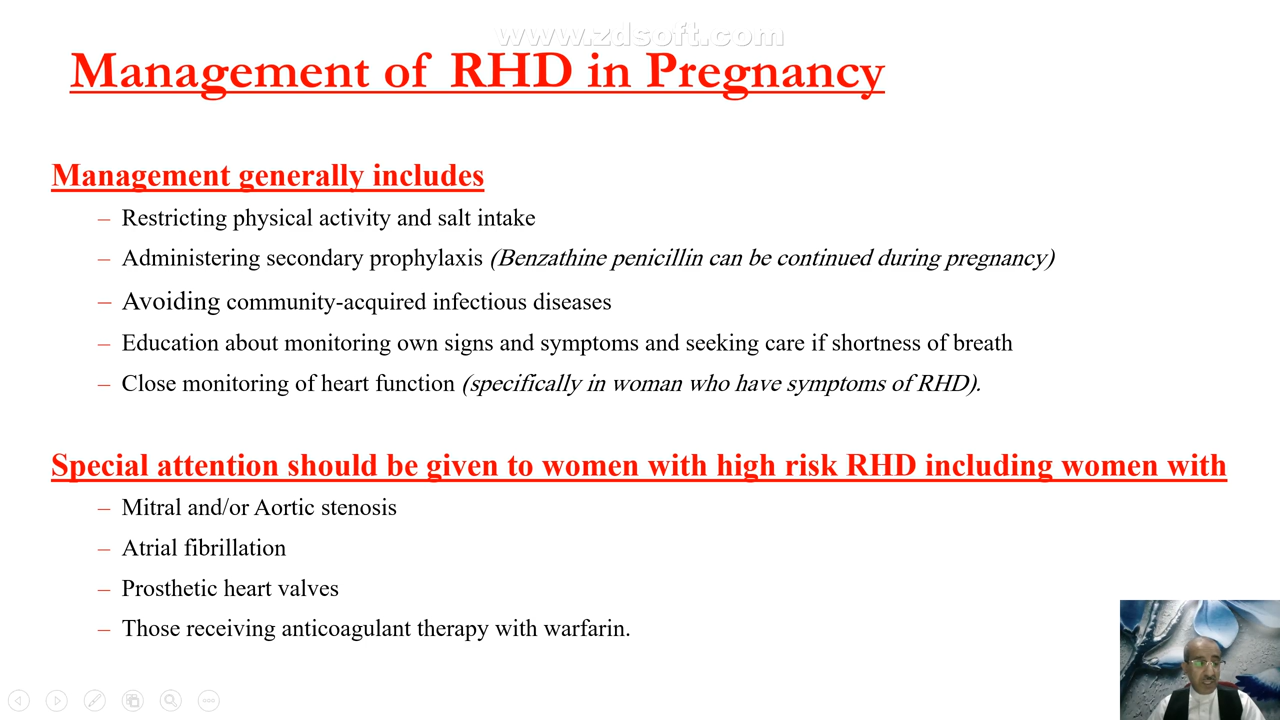 www.zdsoft.com
Management of RHD in Pregnancy
Management generally includes
– Restricting physical activity and salt intake
– Administering secondary prophylaxis (Benzathine penicillin can be continued during pregnancy)
– Avoiding community-acquired infectious diseases
– Education about monitoring own signs and symptoms and seeking care if shortness of breath
– Close monitoring of heart function (specifically in woman who have symptoms of RHD).
Special attention should be given to women with high risk RHD including women with
– Mitral and/or Aortic stenosis
– Atrial fibrillation
– Prosthetic heart valves
– Those receiving anticoagulant therapy with warfarin.